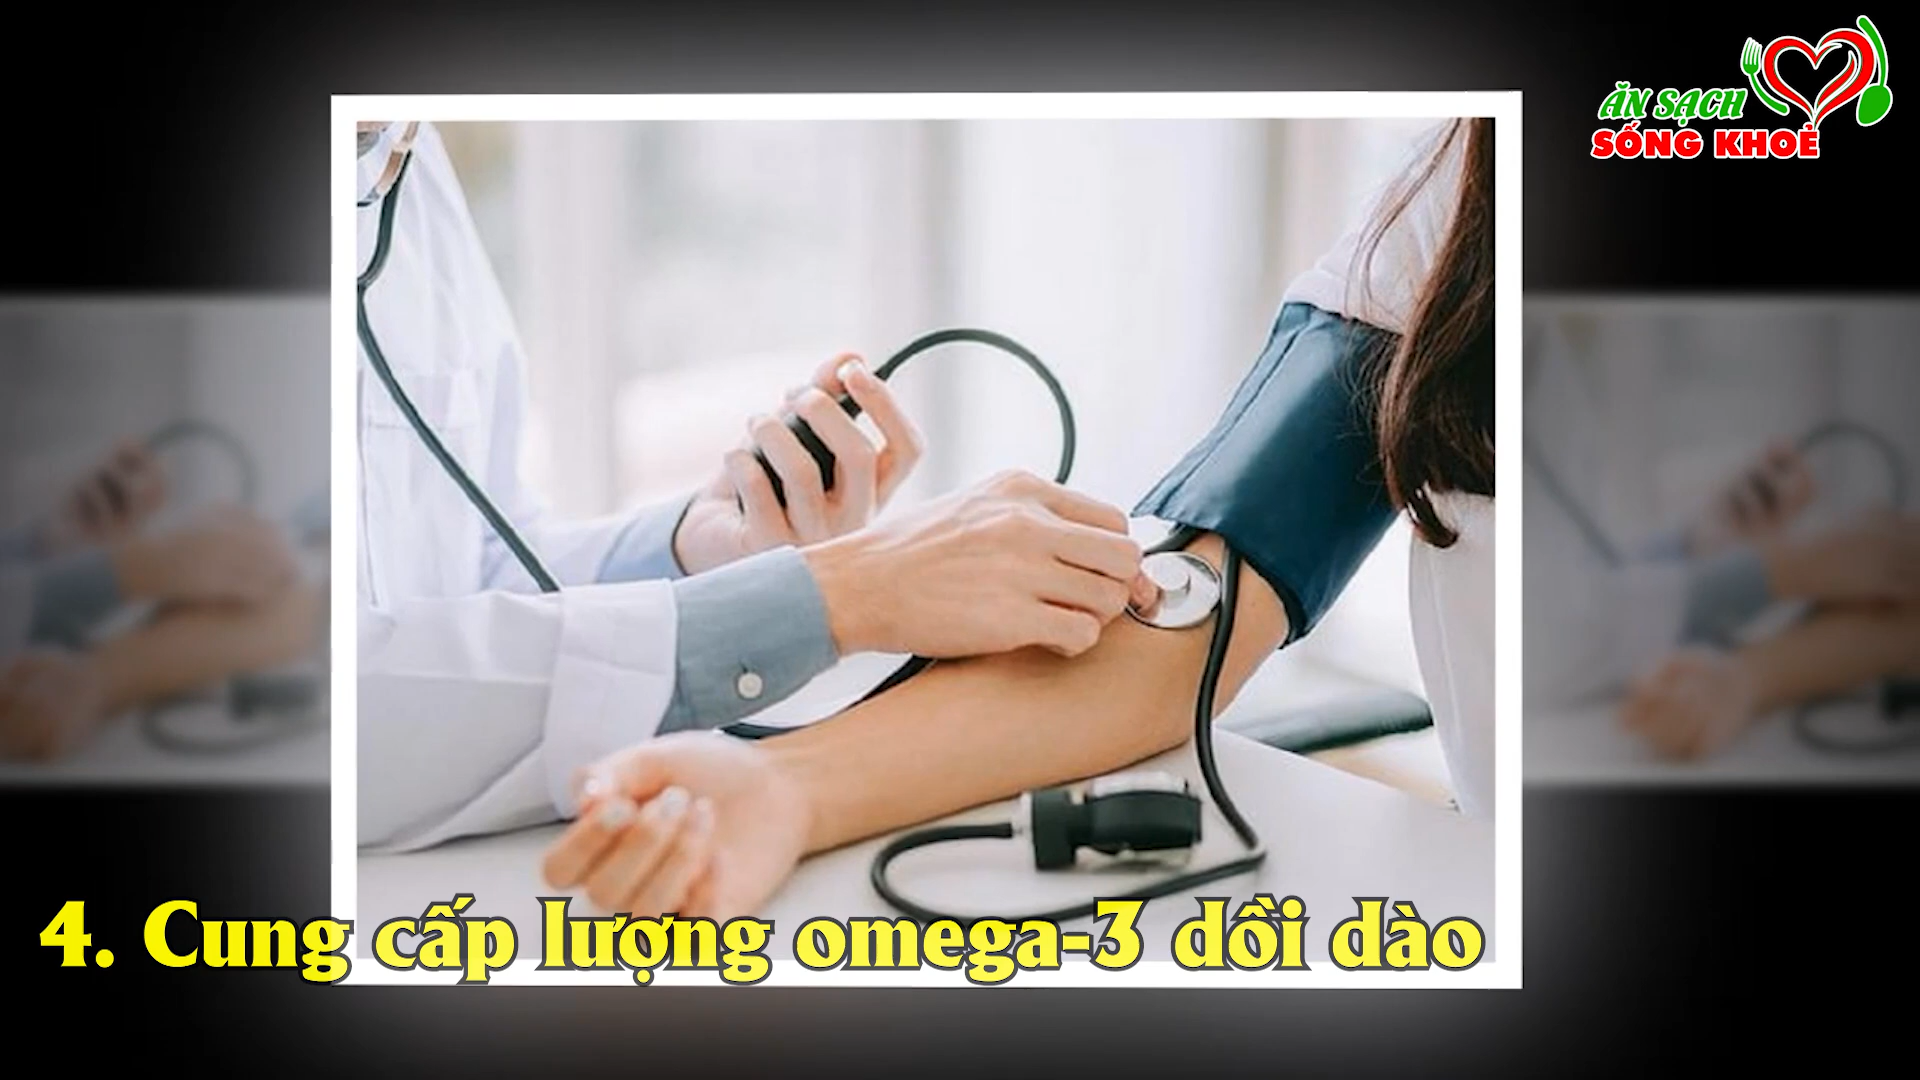 ĂN SẠCH
SỐNG KHOẺ
4. Cung cấp lượng omega-3 dồi dào